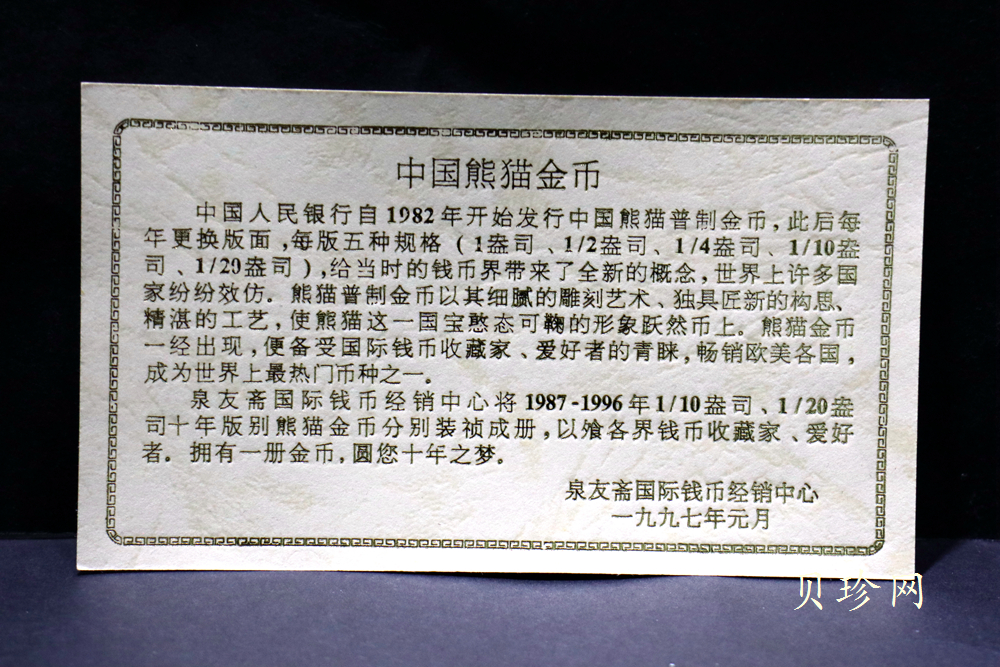 中国熊猫金币
中国人民银行自1982年开始发行中国熊猫普制金币，此后每
年更换版面，每版五种规格（1盎司、1/2盎司、1/4盎司、1/10盎
司、1/20盎司），给当时的钱币界带来了全新的概念，世界上许多国
家纷纷效仿。熊猫普制金币以其细腻的雕刻艺术、独具匠新的构思、
精湛的工艺，使熊猫这一国宝憨态可鞠的形象跃然币上。熊猫金币
一经出现，便备受国际钱币收藏家、爱好者的青睐，畅销欧美各国，
成为世界上最热门币种之一。
泉友斋国际钱币经销中心将1987-1996年1/10盎司、1/20盎
司十年版别熊猫金币分别装祯成册，以飨各界钱币收藏家、爱好
者。拥有一册金币，圆您十年之梦。
泉友斋国际钱币经销中心
一九九七年元月
贝珍网